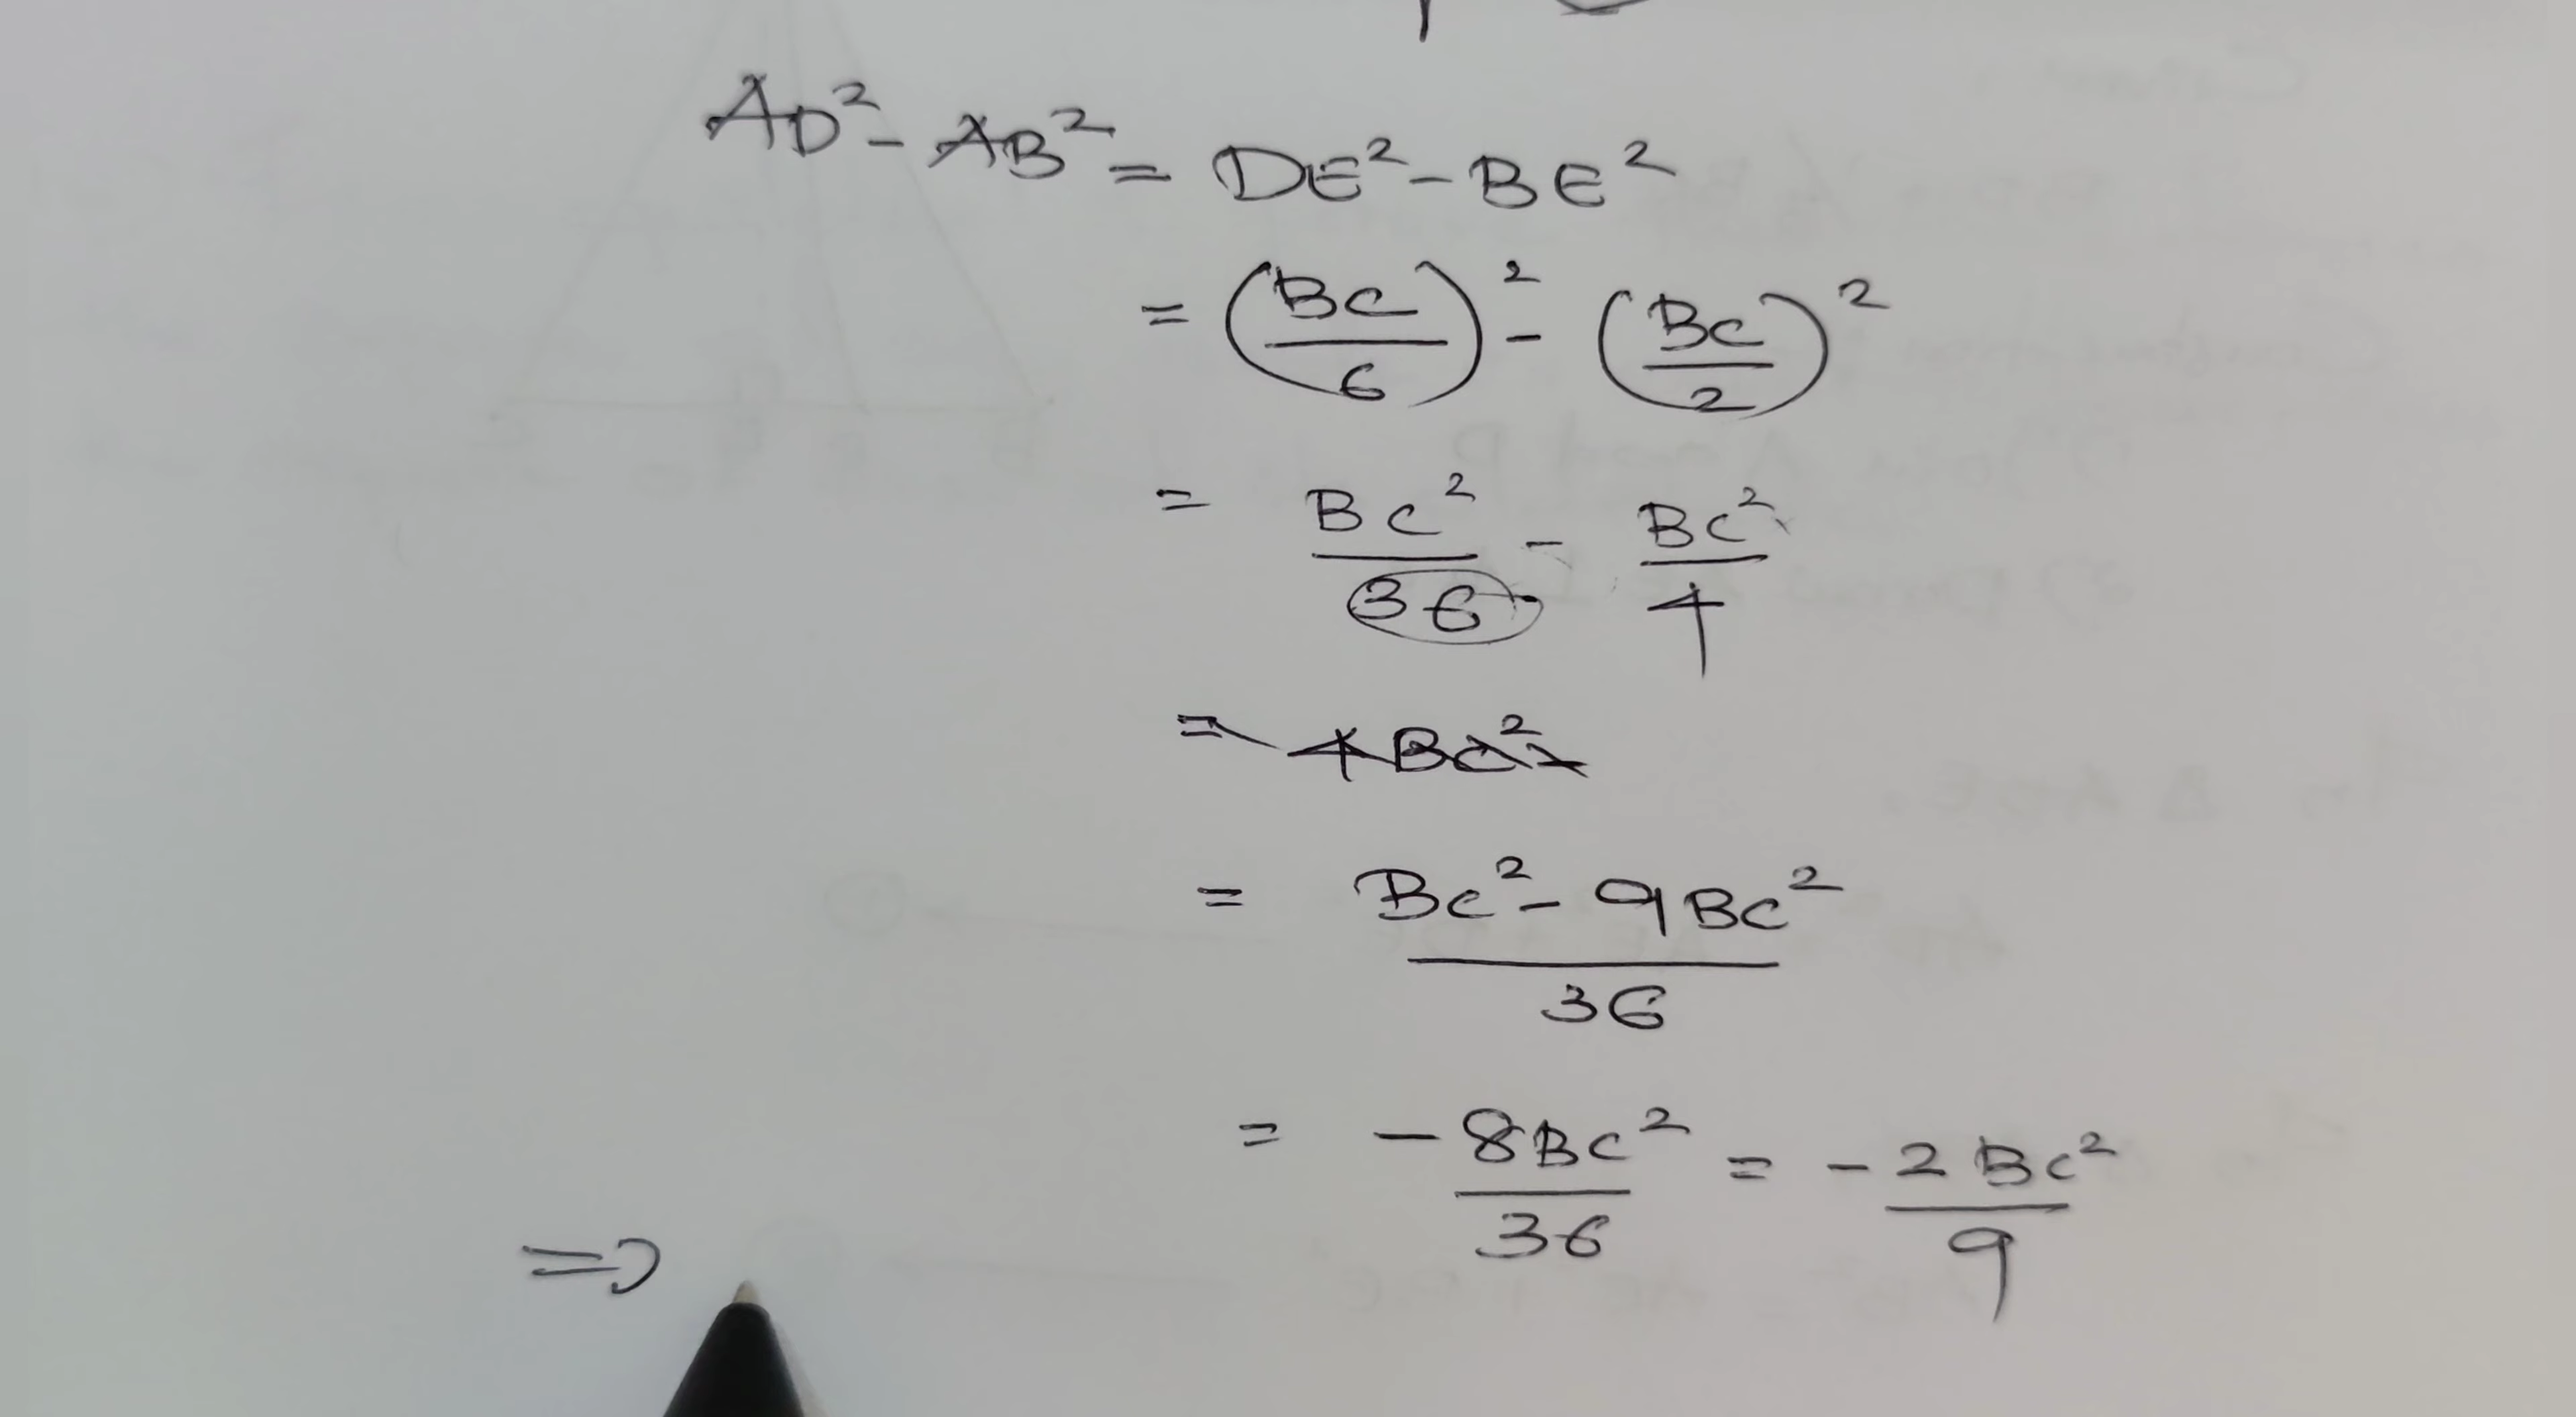 AD² - AB² = DE² - BE²
= (BC/6)² - (BC/2)²
= BC²/36 - BC²/4
= 4BC²-
= BC² - 9BC²/36
= -8BC²/36 = -2BC²/9
⇒